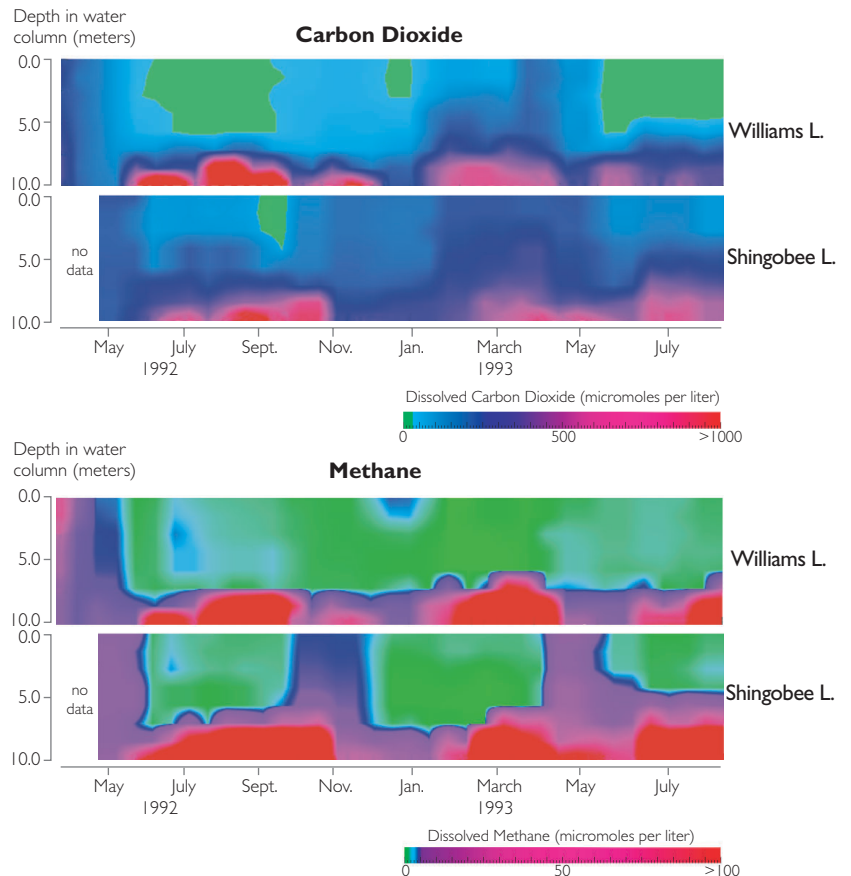 Depth in water
column (meters)
Carbon Dioxide
0.0
5.0
Williams L.
10.0
0.0
no
data
5.0
Shingobee L.
10.0
May July Sept. Nov. Jan. March May July
1992 1993
Dissolved Carbon Dioxide (micromoles per liter)
0 500 >1000
Depth in water
column (meters)
Methane
0.0
5.0
Williams L.
10.0
0.0
no
data
5.0
Shingobee L.
10.0
May July Sept. Nov. Jan. March May July
1992 1993
Dissolved Methane (micromoles per liter)
0 50 >100